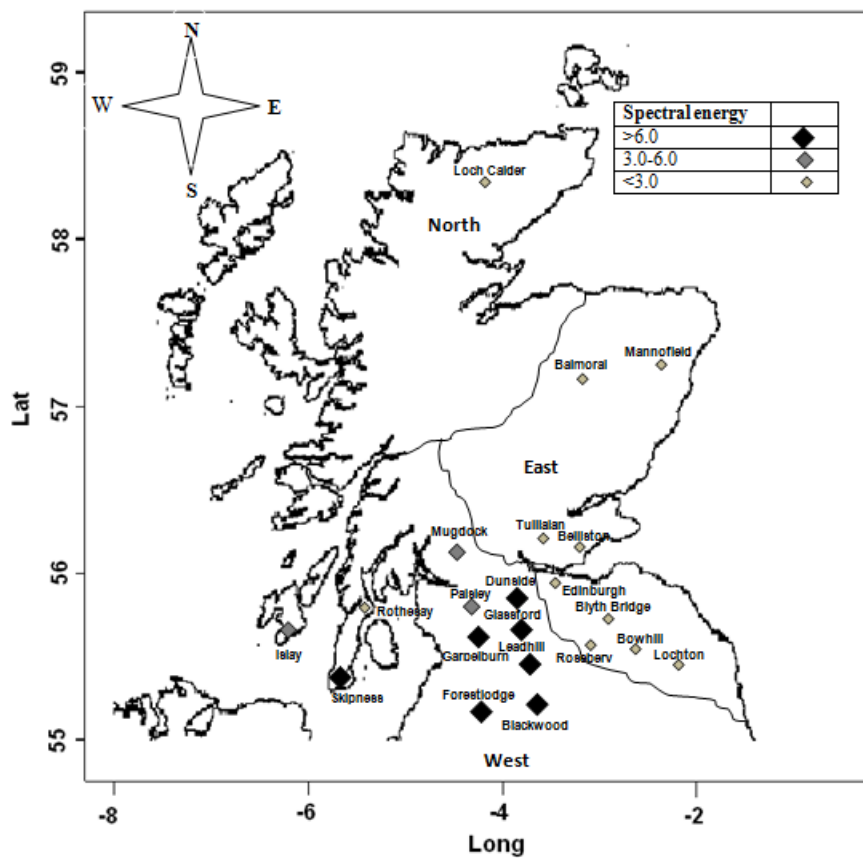 N
W
E
S
Spectral energy
>6.0
3.0-6.0
<3.0
Loch Calder
North
Balmoral
Mannofield
East
Tullialan
Belliston
Mugdock
Dunside
Edinburgh
Paisley
Glassford
Blyth Bridge
Rothesay
Islay
Garpelburn
Leadhill
Bowhill
Roseberv
Lochton
Skipness
Forestlodge
Blackwood
West
Lat
59
58
57
56
55
-8
-6
-4
-2
Long